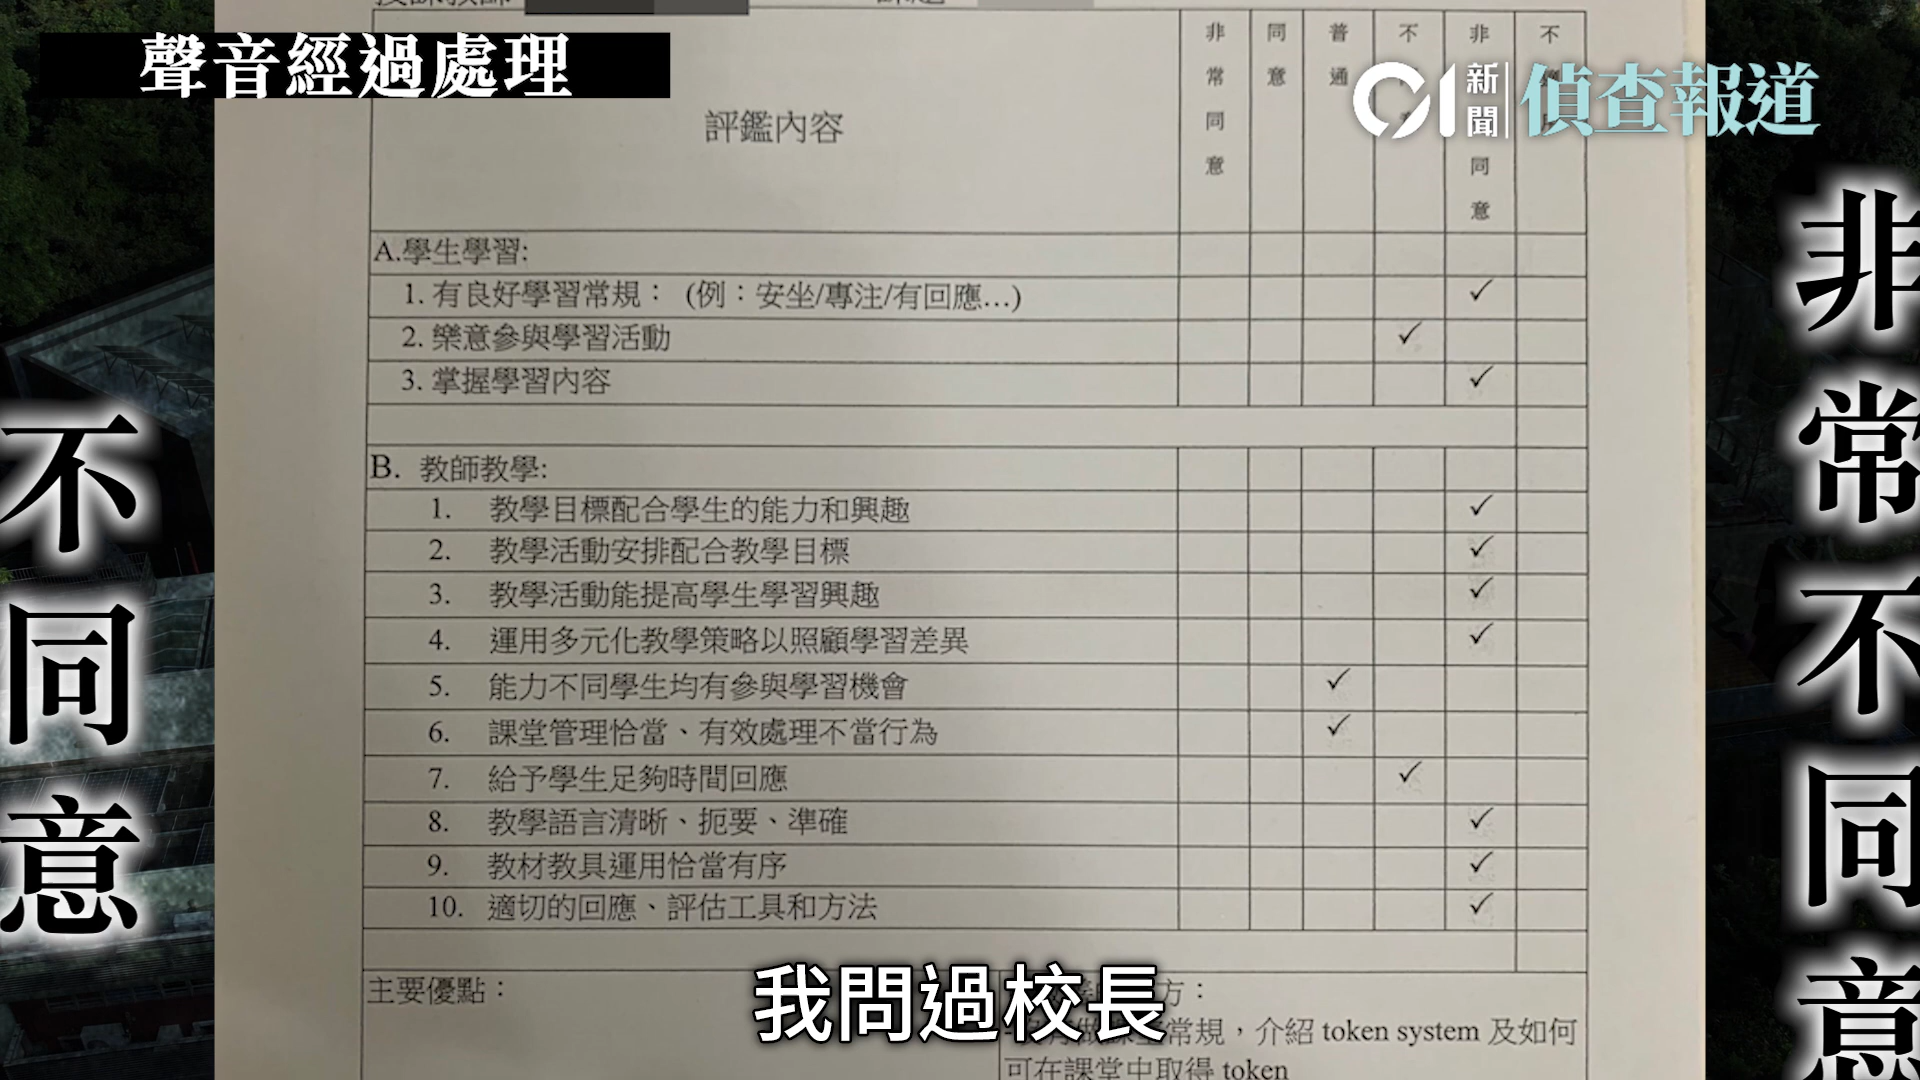 聲音經過處理
01 新聞 偵查報道
不同意
非常不同意
評鑑內容
非常同意
同意
普通
不
非 同意
不
A.學生學習:
1. 有良好學習常規： (例：安坐/專注/有回應...) ✓
2. 樂意參與學習活動 ✓
3. 掌握學習內容 ✓
B. 教師教學:
1. 教學目標配合學生的能力和興趣 ✓
2. 教學活動安排配合教學目標 ✓
3. 教學活動能提高學生學習興趣 ✓
4. 運用多元化教學策略以照顧學習差異 ✓
5. 能力不同學生均有參與學習機會 ✓
6. 課堂管理恰當、有效處理不當行為 ✓
7. 給予學生足夠時間回應 ✓
8. 教學語言清晰、扼要、準確 ✓
9. 教材教具運用恰當有序 ✓
10. 適切的回應、評估工具和方法 ✓
主要優點：
方：
常規，介紹 token system 及如何
可在課堂中取得 token
我問過校長